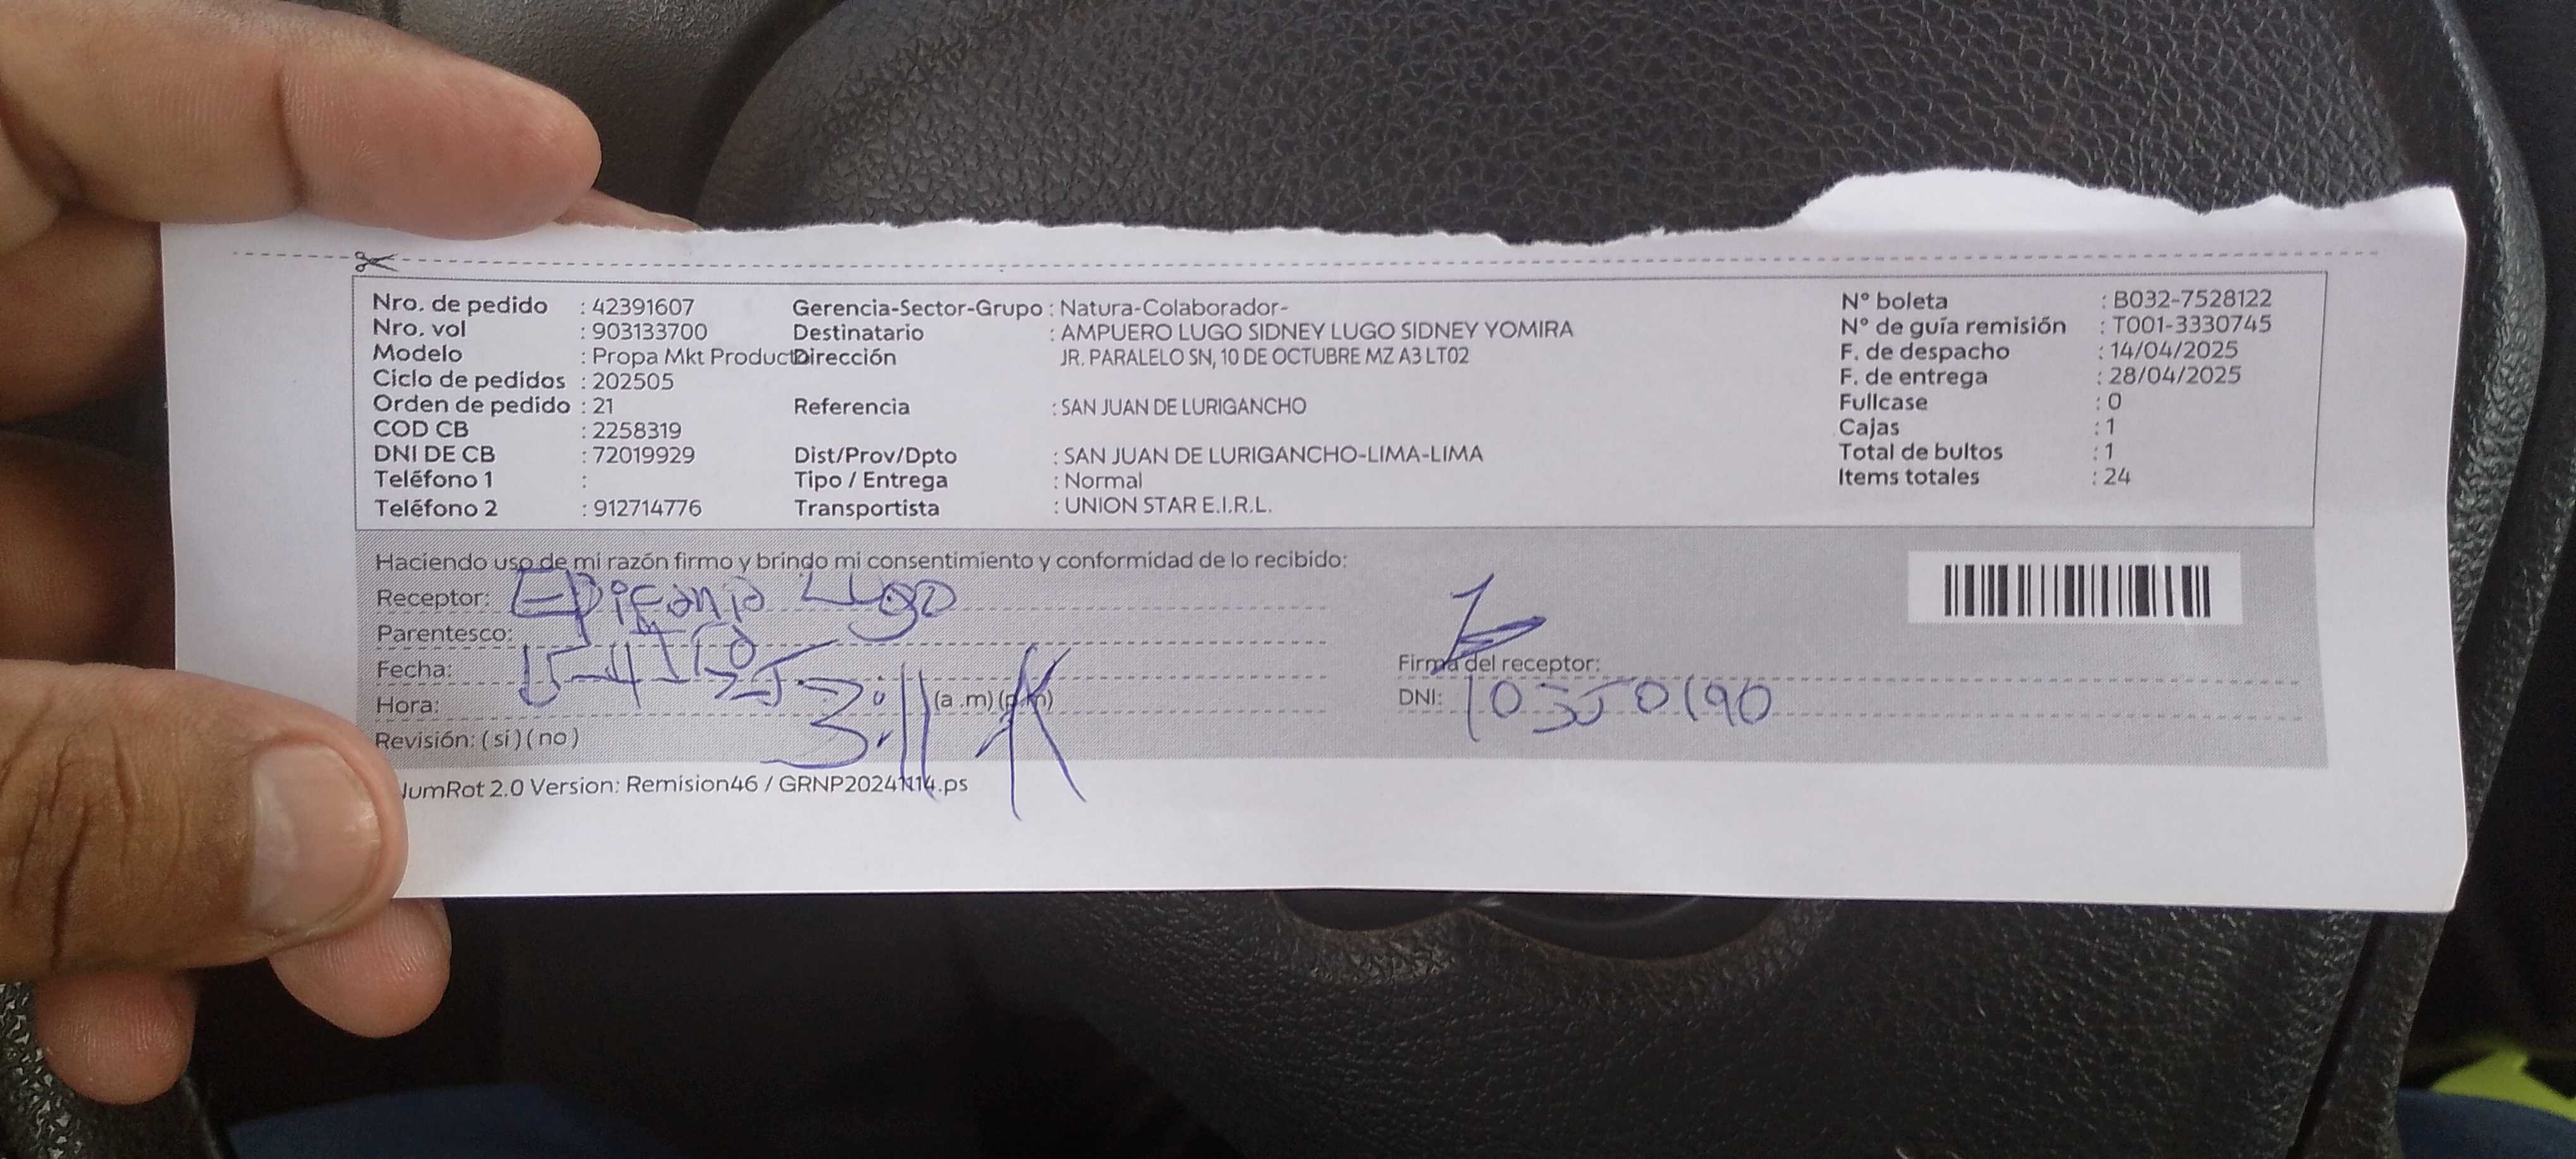 Nro. de pedido : 42391607
Nro. vol : 903133700
Modelo : Propa Mkt Producto
Ciclo de pedidos : 202505
Orden de pedido : 21
COD CB : 2258319
DNI DE CB : 72019929
Teléfono 1 :
Teléfono 2 : 912714776
Gerencia-Sector-Grupo : Natura-Colaborador-
Destinatario : AMPUERO LUGO SIDNEY LUGO SIDNEY YOMIRA
Dirección JR. PARALELO SN, 10 DE OCTUBRE MZ A3 LT02
Referencia : SAN JUAN DE LURIGANCHO
Dist/Prov/Dpto : SAN JUAN DE LURIGANCHO-LIMA-LIMA
Tipo / Entrega : Normal
Transportista : UNION STAR E.I.R.L.
N° boleta : B032-7528122
N° de guía remisión : T001-3330745
F. de despacho : 14/04/2025
F. de entrega : 28/04/2025
Fullcase : 0
Cajas : 1
Total de bultos : 1
Items totales : 24
Haciendo uso de mi razón firmo y brindo mi consentimiento y conformidad de lo recibido:
Receptor: Epifania Lugo
Parentesco:
Fecha:
Hora: 3:11 (a .m) (p.m)
Revisión: ( si ) ( no )
Firma del receptor:
DNI: 10350190
JumRot 2.0 Version: Remision46 / GRNP20241114.ps